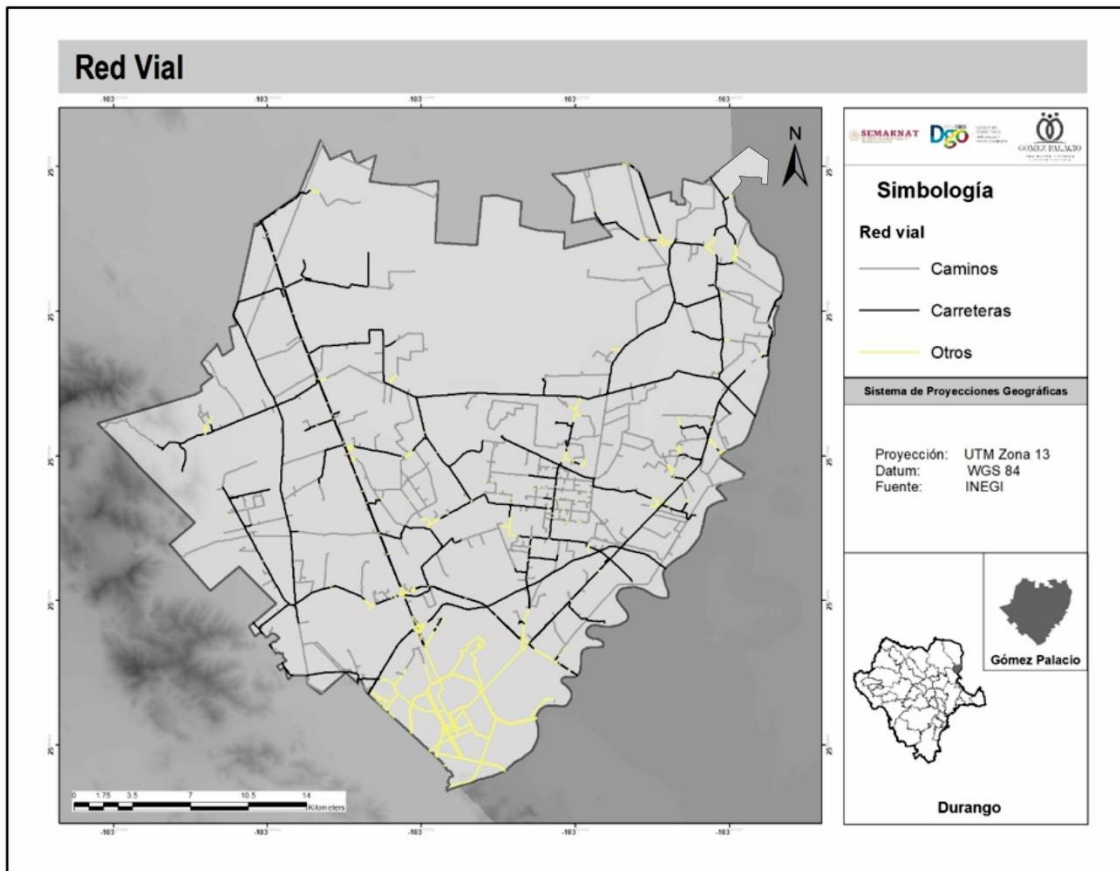 Red Vial
-103
-103
-103
-103
-103
N
SEMARNAT
Dgo
GÓMEZ PALACIO
Simbología
Red vial
Caminos
Carreteras
Otros
Sistema de Proyecciones Geográficas
Proyección: UTM Zona 13
Datum: WGS 84
Fuente: INEGI
Gómez Palacio
Durango
25
25
25
25
25
25
25
25
25
25
0 1.75 3.5 7 10.5 14
Kilometers
-103
-103
-103
-103
-103